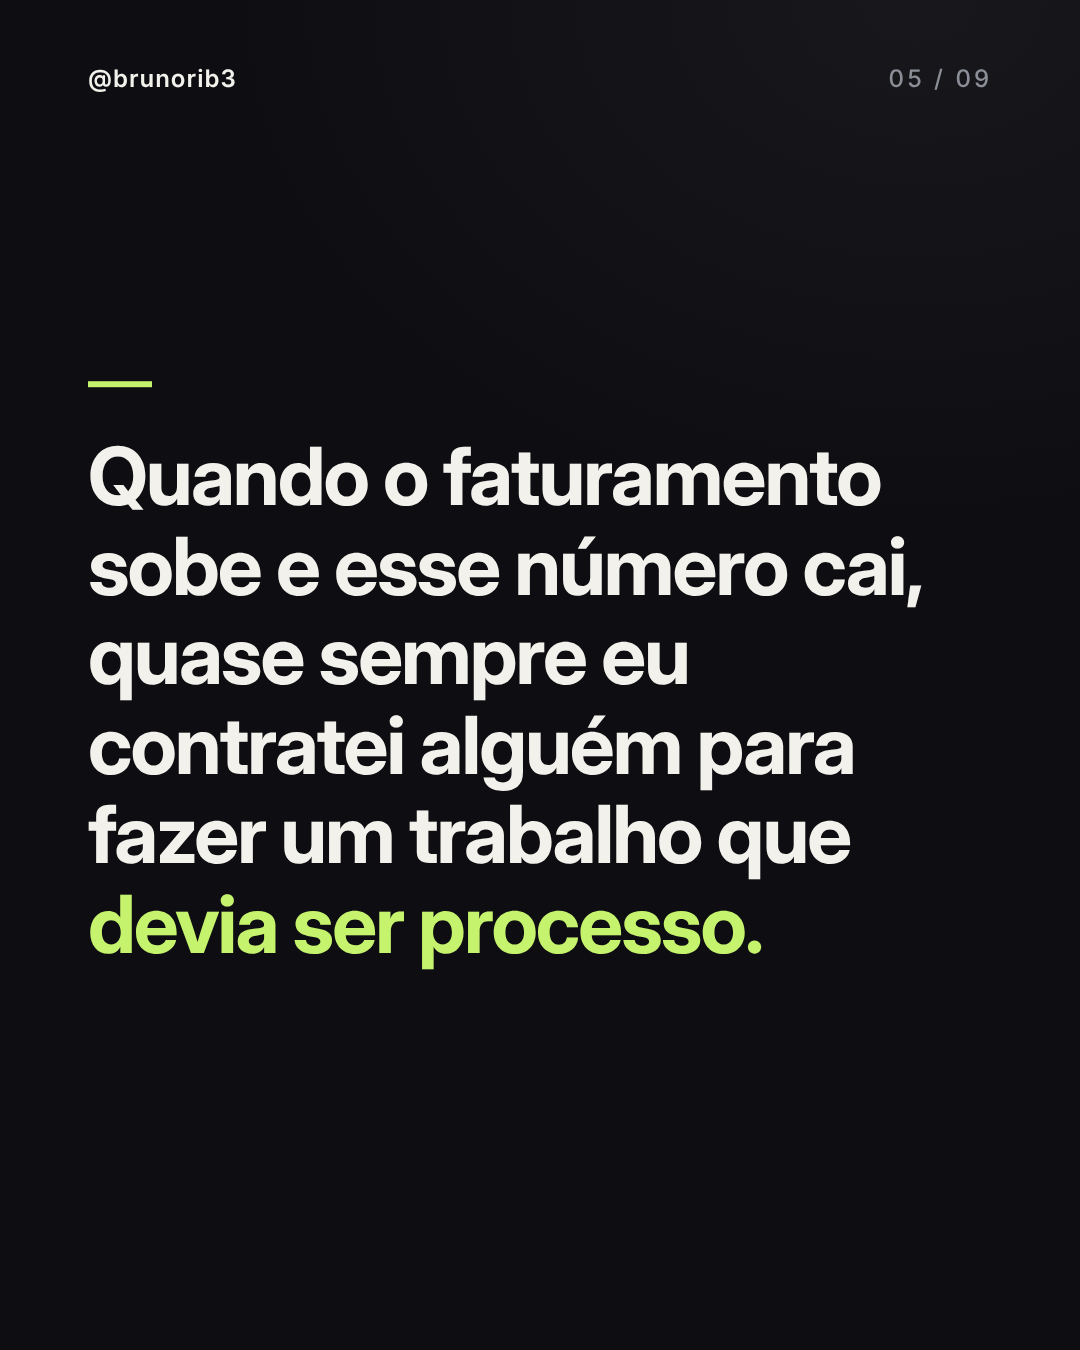 @brunorib3
05 / 09
Quando o faturamento
sobe e esse número cai,
quase sempre eu
contratei alguém para
fazer um trabalho que
devia ser processo.